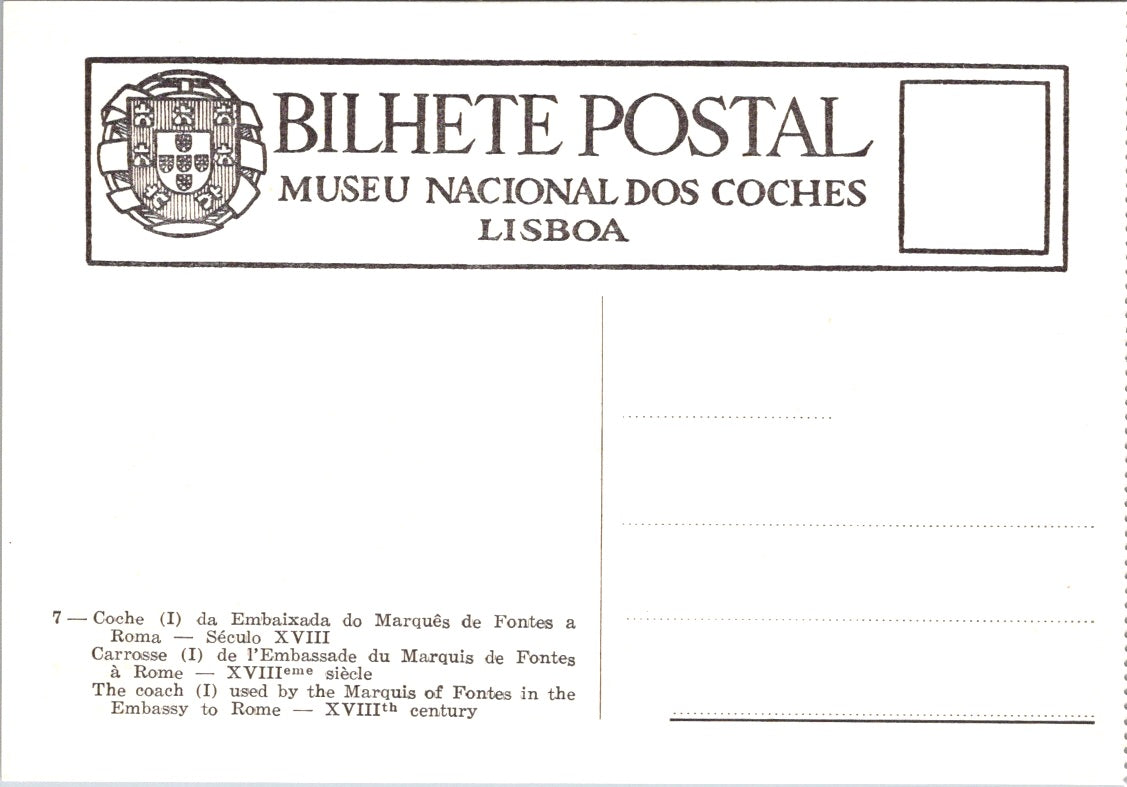 BILHETE POSTAL
MUSEU NACIONAL DOS COCHES
LISBOA
7 — Coche (I) da Embaixada do Marquês de Fontes a
Roma — Século XVIII
Carrosse (I) de l'Embassade du Marquis de Fontes
à Rome — XVIIIeme siècle
The coach (I) used by the Marquis of Fontes in the
Embassy to Rome — XVIIIth century